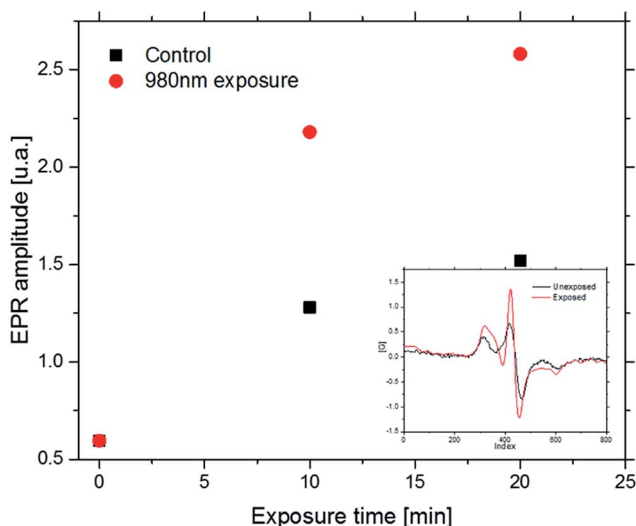 Control
980nm exposure
EPR amplitude [u.a.]
2.5
2.0
1.5
1.0
0.5
0
5
10
15
20
25
Exposure time [min]
Unexposed
Exposed
[G]
1.5
1.0
0.5
0.0
-0.5
-1.0
-1.5
0
200
400
600
800
Index